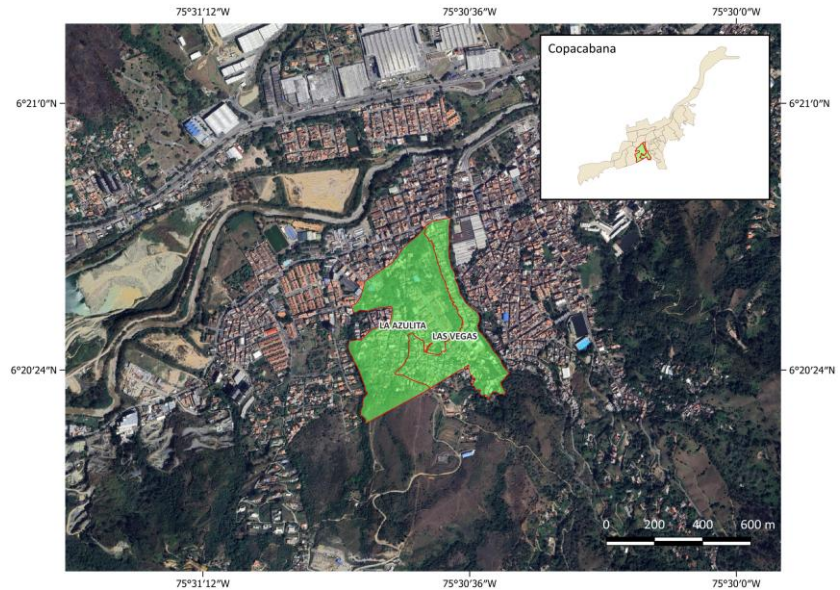 75°31'12"W 75°30'36"W 75°30'0"W
Copacabana
6°21'0"N 6°21'0"N
LA AZULITA
LAS VEGAS
6°20'24"N 6°20'24"N
0 200 400 600 m
75°31'12"W 75°30'36"W 75°30'0"W